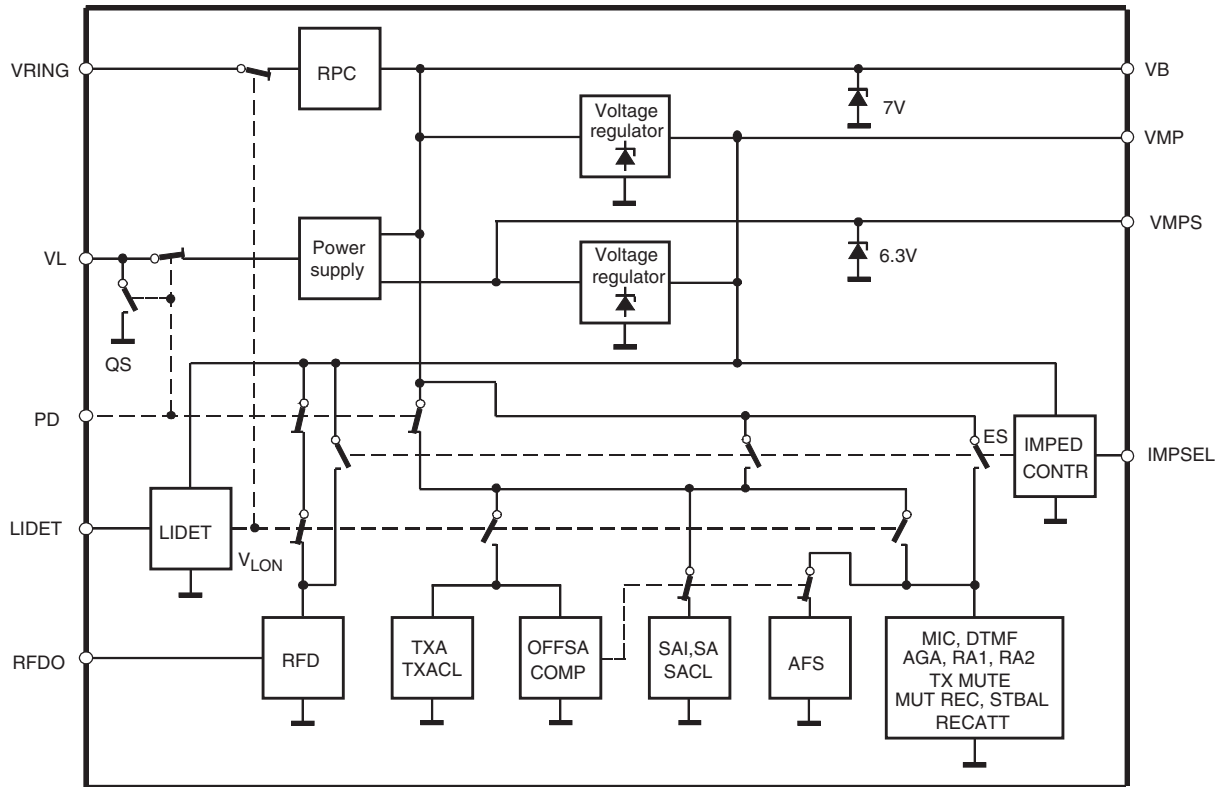 VRING
RPC
VB
7V
Voltage
regulator
VMP
VMPS
VL
Power
supply
Voltage
regulator
6.3V
QS
PD
ES
IMPED
CONTR
IMPSEL
LIDET
LIDET
VLON
RFDO
RFD
TXA
TXACL
OFFSA
COMP
SAI,SA
SACL
AFS
MIC, DTMF
AGA, RA1, RA2
TX MUTE
MUT REC, STBAL
RECATT